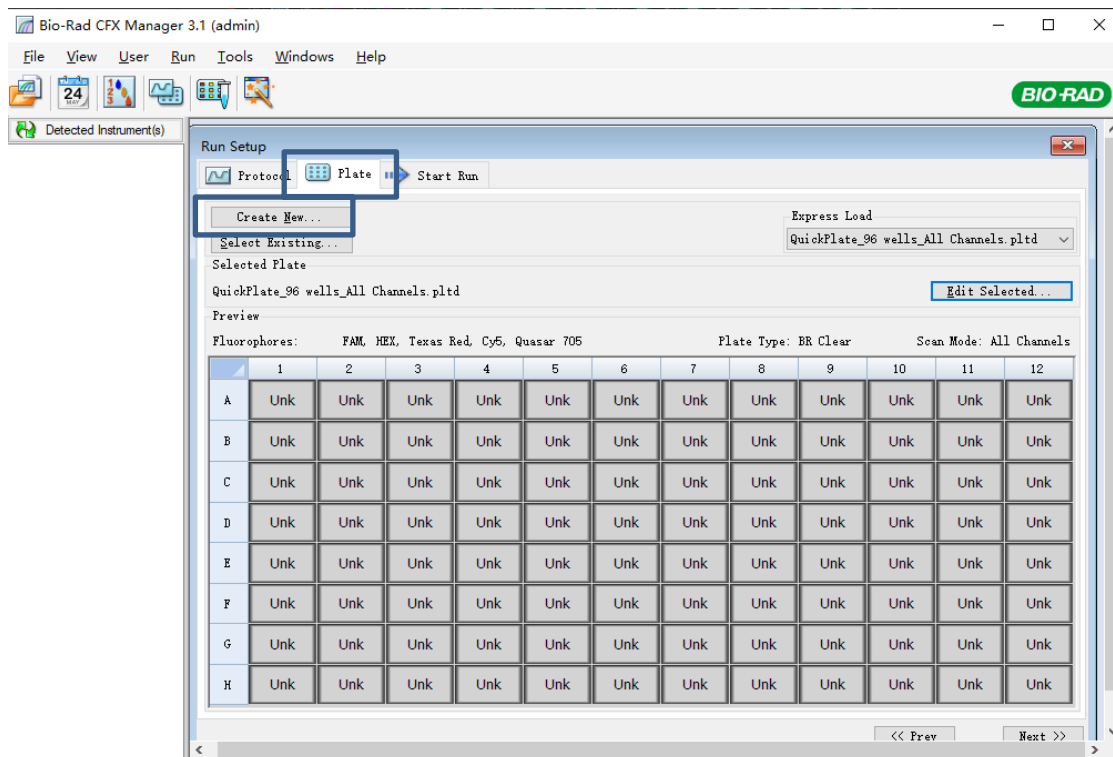 Bio-Rad CFX Manager 3.1 (admin)
File View User Run Tools Windows Help
24
MAY
1
2
3
BIO-RAD
Detected Instrument(s)
Run Setup
Protocol Plate Start Run
Create New...
Select Existing...
Express Load
QuickPlate_96 wells_All Channels.pltd
Selected Plate
QuickPlate_96 wells_All Channels.pltd
Edit Selected...
Preview
Fluorophores: FAM, HEX, Texas Red, Cy5, Quasar 705 Plate Type: BR Clear Scan Mode: All Channels
1 2 3 4 5 6 7 8 9 10 11 12
A Unk Unk Unk Unk Unk Unk Unk Unk Unk Unk Unk Unk
B Unk Unk Unk Unk Unk Unk Unk Unk Unk Unk Unk Unk
C Unk Unk Unk Unk Unk Unk Unk Unk Unk Unk Unk Unk
D Unk Unk Unk Unk Unk Unk Unk Unk Unk Unk Unk Unk
E Unk Unk Unk Unk Unk Unk Unk Unk Unk Unk Unk Unk
F Unk Unk Unk Unk Unk Unk Unk Unk Unk Unk Unk Unk
G Unk Unk Unk Unk Unk Unk Unk Unk Unk Unk Unk Unk
H Unk Unk Unk Unk Unk Unk Unk Unk Unk Unk Unk Unk
<< Prev Next >>